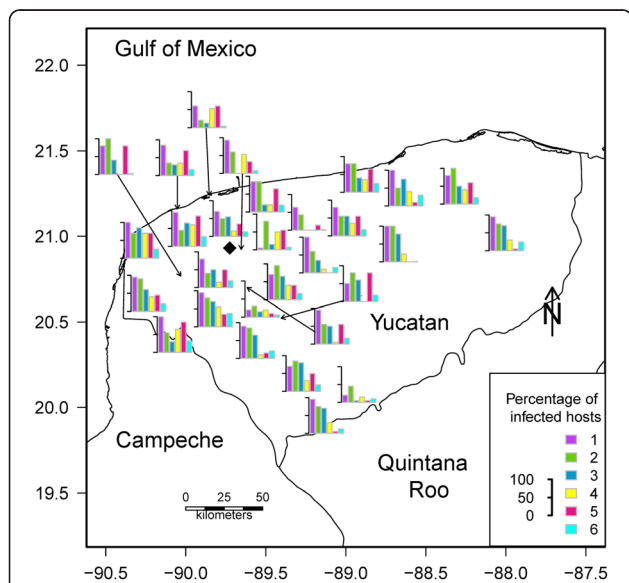 Gulf of Mexico
22.0
21.5
21.0
20.5
20.0
19.5
Yucatan
N
Campeche
Quintana
Roo
0 25 50
kilometers
Percentage of
infected hosts
1
2
3
4
5
6
100
50
0
−90.5 −90.0 −89.5 −89.0 −88.5 −88.0 −87.5